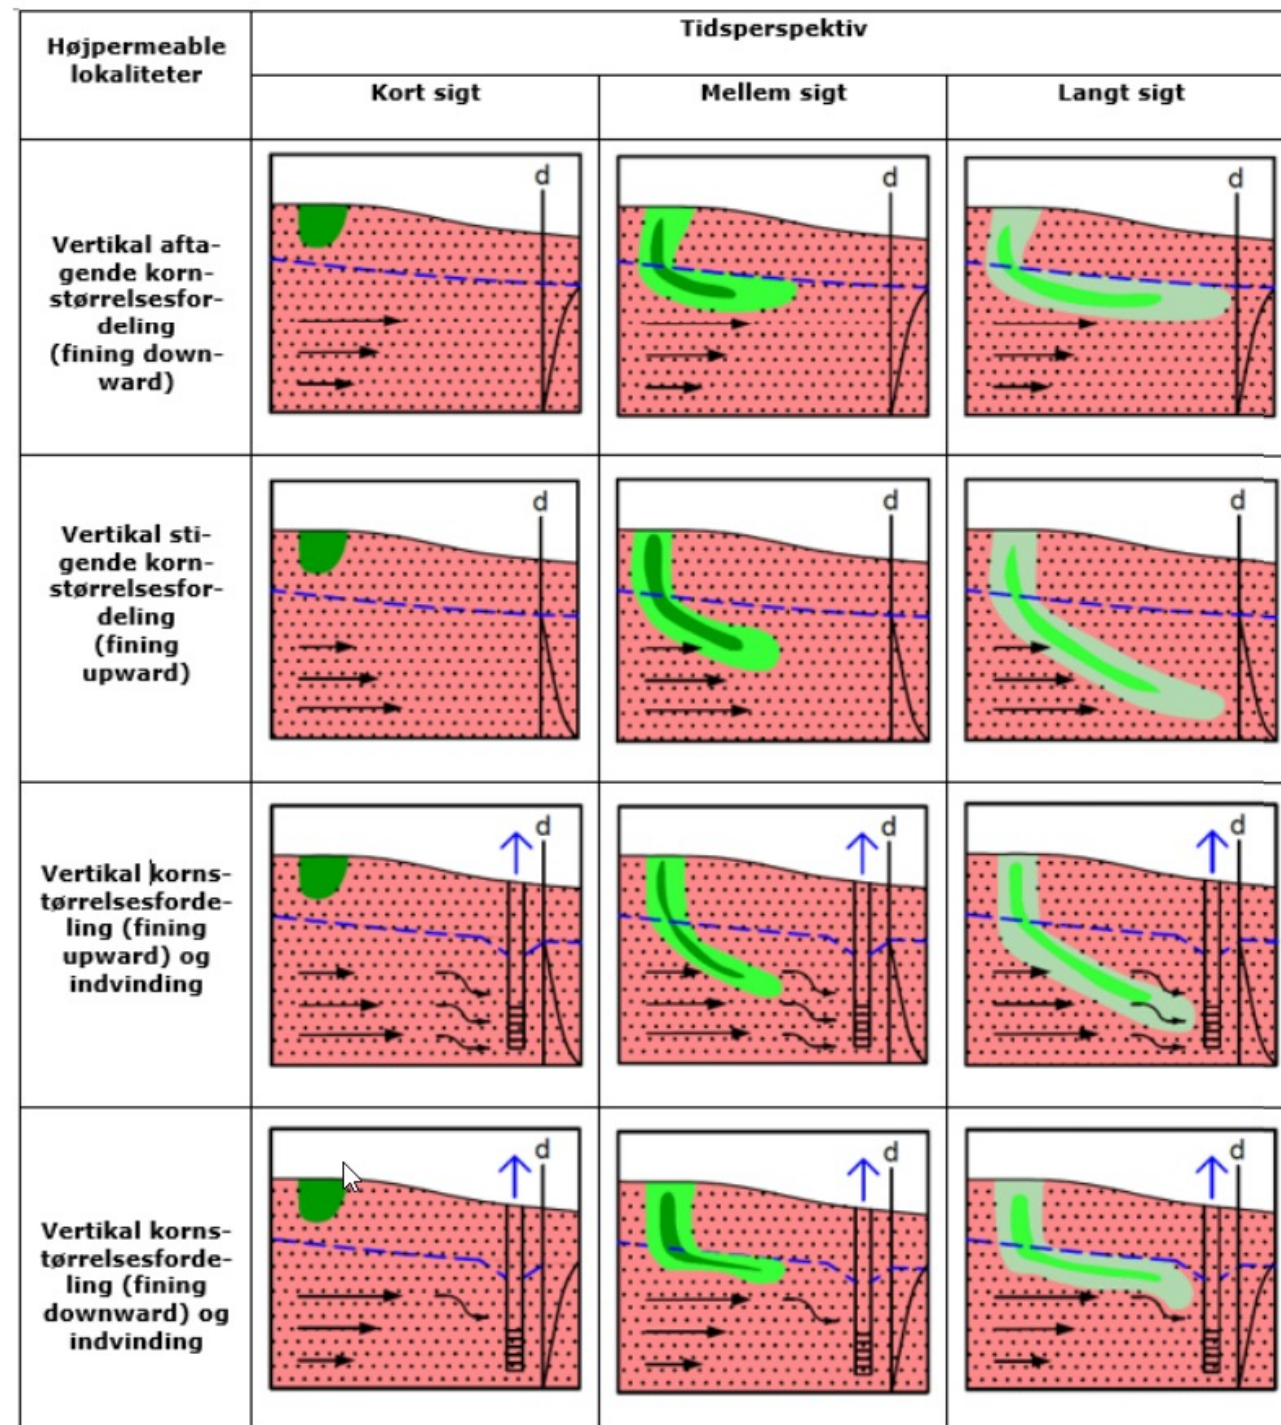 Højpermeable
lokaliteter
Tidsperspektiv
Kort sigt
Mellem sigt
Langt sigt
Vertikal afta-
gende korn-
størrelsesfor-
deling
(fining down-
ward)
d
d
d
Vertikal sti-
gende korn-
størrelsesfor-
deling
(fining
upward)
d
d
d
Vertikal korns-
tørrelsesforde-
ling (fining
upward) og
indvinding
d
d
d
Vertikal korns-
tørrelsesforde-
ling (fining
downward) og
indvinding
d
d
d